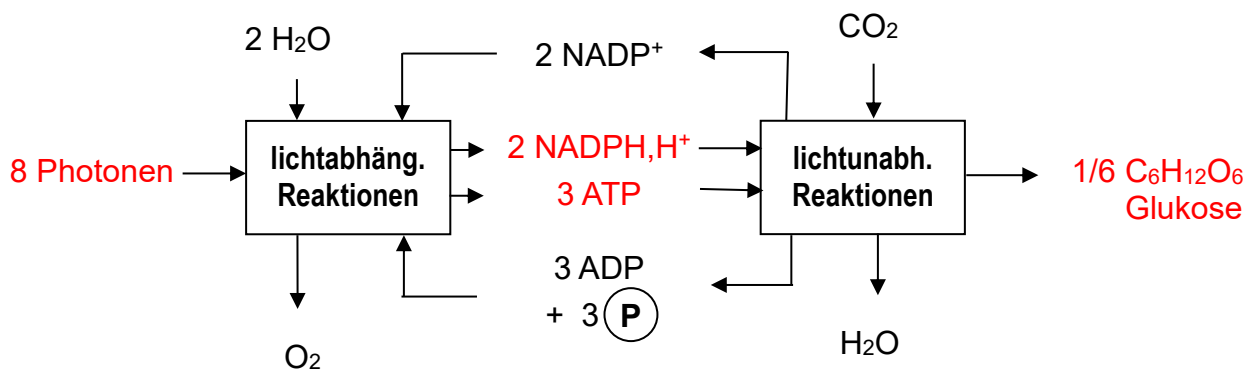 2 H₂O
2 NADP⁺
CO₂
8 Photonen
lichtabhäng.
Reaktionen
2 NADPH,H⁺
3 ATP
lichtunabh.
Reaktionen
1/6 C₆H₁₂O₆
Glukose
3 ADP
+ 3 P
O₂
H₂O